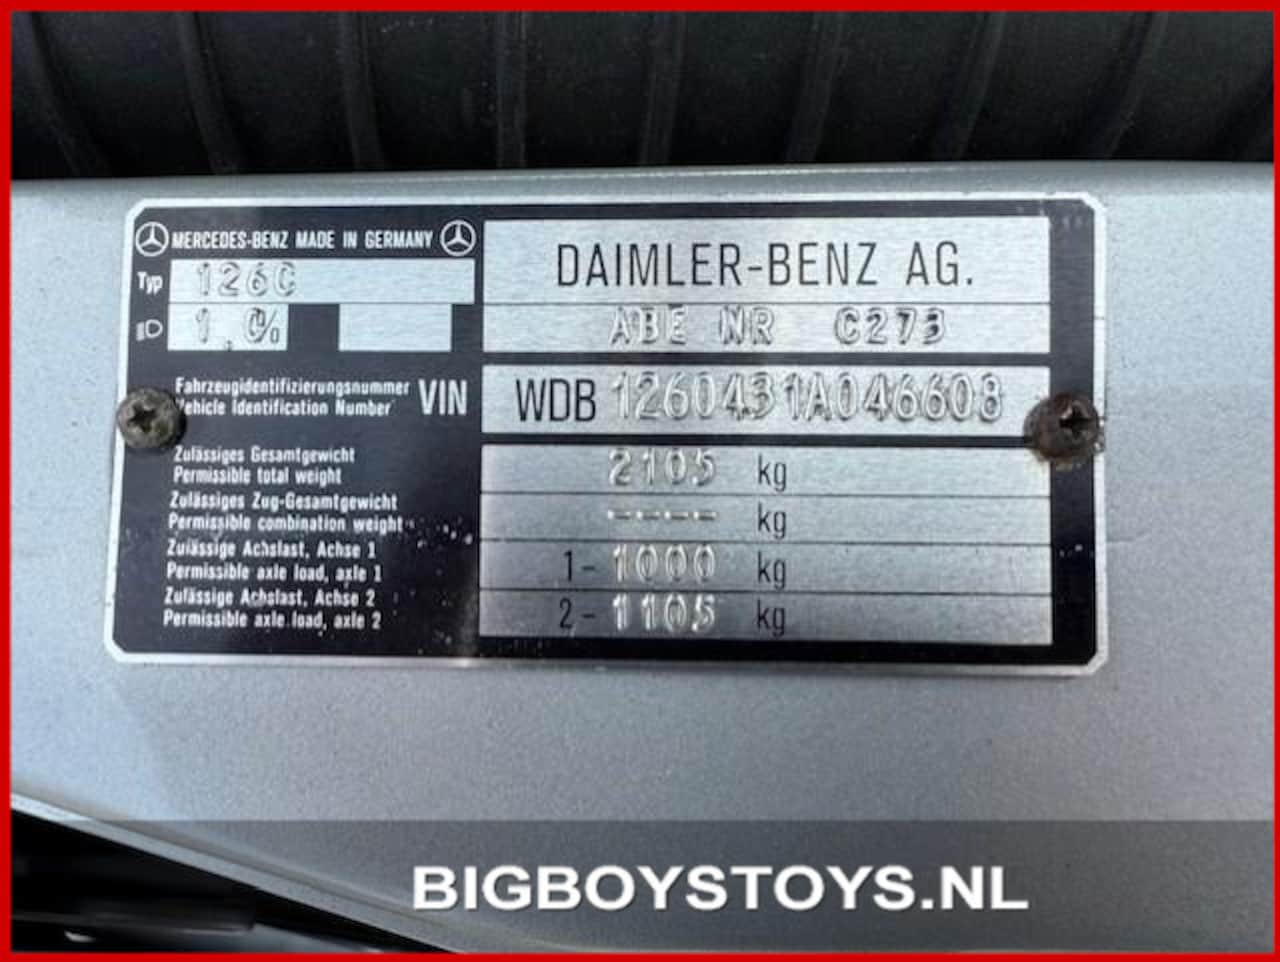 MERCEDES-BENZ MADE IN GERMANY
Typ 126C
1,0%
DAIMLER-BENZ AG.
ABE NR C273
Fahrzeugidentifizierungsnummer
Vehicle Identification Number
VIN
WDB 1260431A046608
Zulässiges Gesamtgewicht
Permissible total weight
2105 kg
Zulässiges Zug-Gesamtgewicht
Permissible combination weight
---- kg
Zulässige Achslast, Achse 1
Permissible axle load, axle 1
1- 1000 kg
Zulässige Achslast, Achse 2
Permissible axle load, axle 2
2- 1105 kg
BIGBOYSTOYS.NL